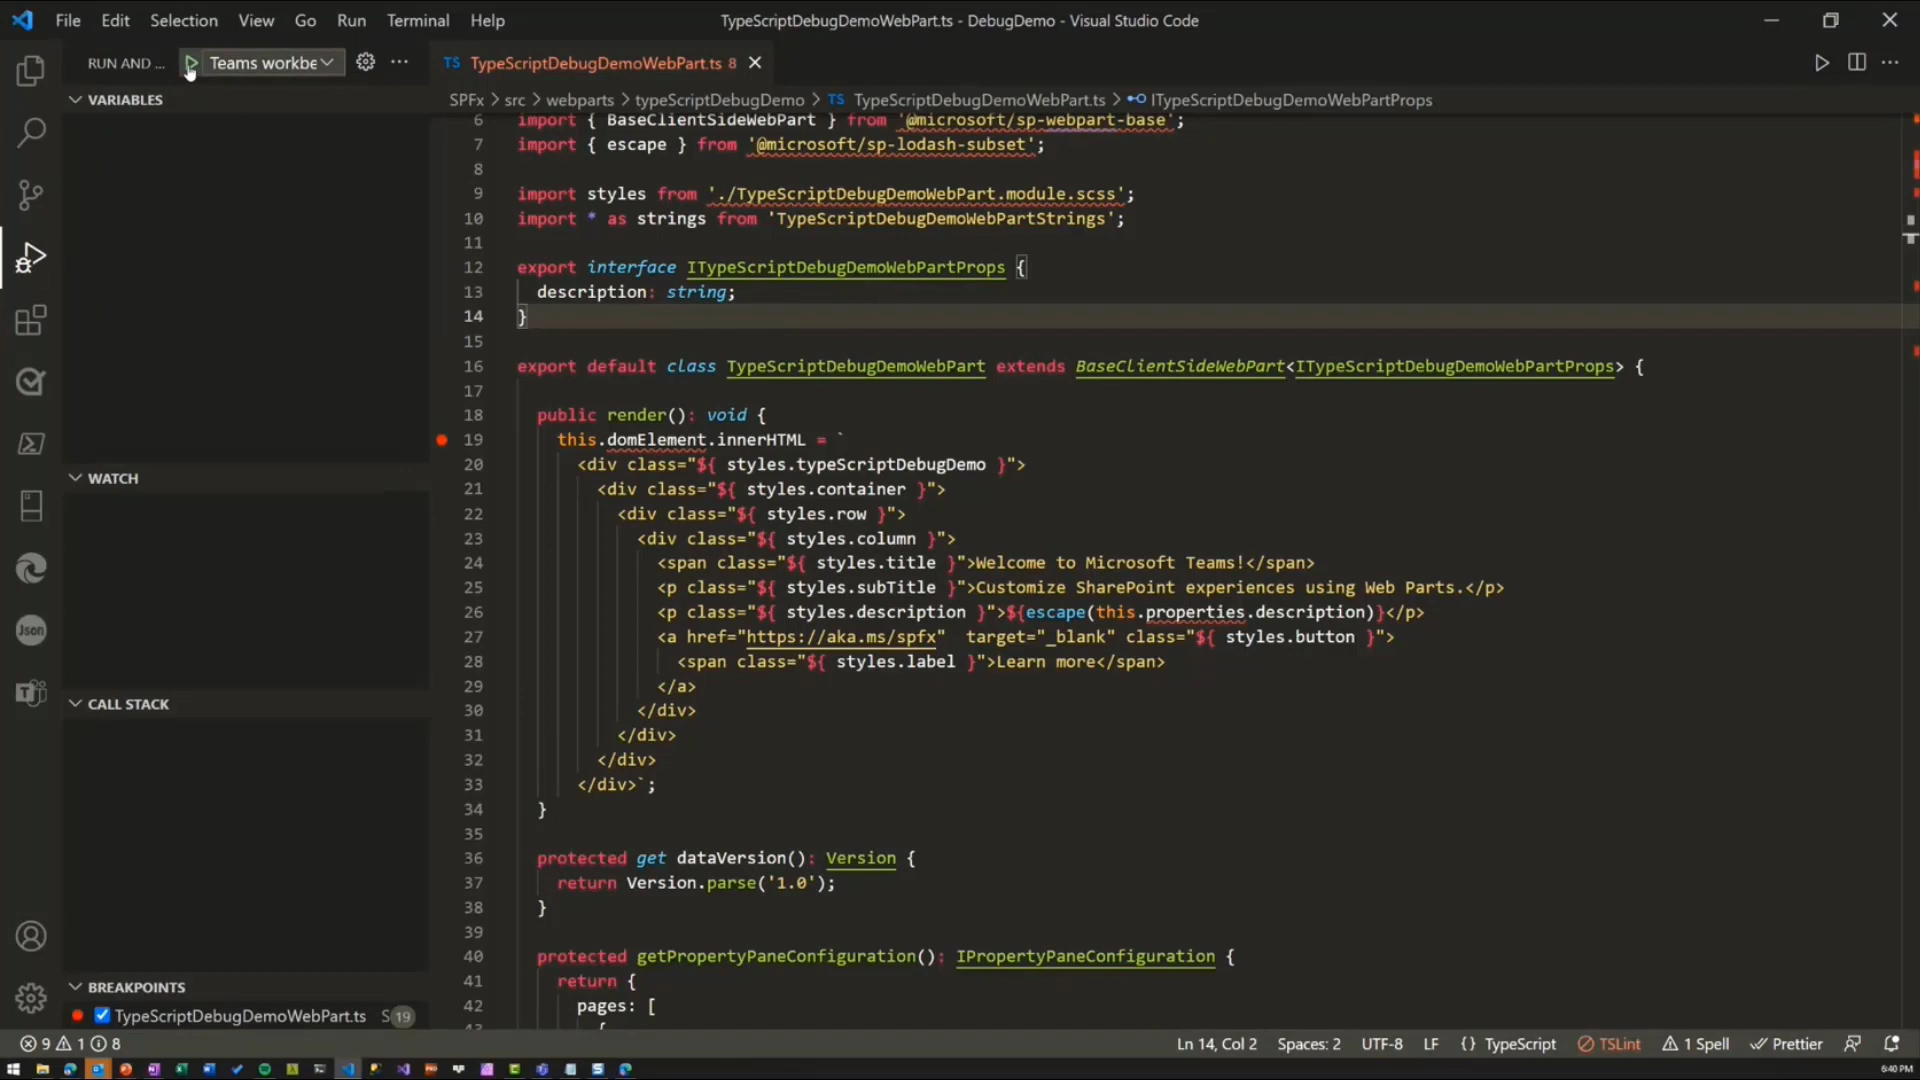 File Edit Selection View Go Run Terminal Help TypeScriptDebugDemoWebPart.ts - DebugDemo - Visual Studio Code
RUN AND ... Teams workbe ... TS TypeScriptDebugDemoWebPart.ts 8
VARIABLES
SPFx > src > webparts > typeScriptDebugDemo > TS TypeScriptDebugDemoWebPart.ts > ITypeScriptDebugDemoWebPartProps
6 import { BaseClientSideWebPart } from '@microsoft/sp-webpart-base';
7 import { escape } from '@microsoft/sp-lodash-subset';
8
9 import styles from './TypeScriptDebugDemoWebPart.module.scss';
10 import * as strings from 'TypeScriptDebugDemoWebPartStrings';
11
12 export interface ITypeScriptDebugDemoWebPartProps {
13 description: string;
14 }
15
16 export default class TypeScriptDebugDemoWebPart extends BaseClientSideWebPart<ITypeScriptDebugDemoWebPartProps> {
17
18 public render(): void {
19 this.domElement.innerHTML = `
20 <div class="${ styles.typeScriptDebugDemo }">
WATCH
21 <div class="${ styles.container }">
22 <div class="${ styles.row }">
23 <div class="${ styles.column }">
24 <span class="${ styles.title }">Welcome to Microsoft Teams!</span>
25 <p class="${ styles.subTitle }">Customize SharePoint experiences using Web Parts.</p>
26 <p class="${ styles.description }">${escape(this.properties.description)}</p>
27 <a href="https://aka.ms/spfx" target="_blank" class="${ styles.button }">
28 <span class="${ styles.label }">Learn more</span>
29 </a>
CALL STACK
30 </div>
31 </div>
32 </div>
33 </div>`;
34 }
35
36 protected get dataVersion(): Version {
37 return Version.parse('1.0');
38 }
39
40 protected getPropertyPaneConfiguration(): IPropertyPaneConfiguration {
41 return {
BREAKPOINTS
42 pages: [
TypeScriptDebugDemoWebPart.ts S 19
{
9 1 8 Ln 14, Col 2 Spaces: 2 UTF-8 LF {} TypeScript TSLint 1 Spell Prettier
6:40 PM
Json